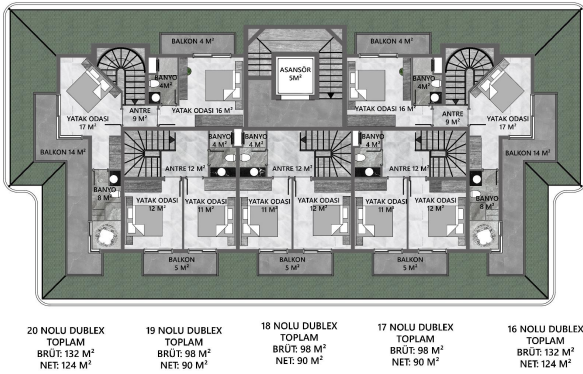 BALKON 4 M²
BALKON 4 M²
ASANSÖR
5M²
BANYO
4M²
BANYO
4M²
YATAK ODASI 16 M²
YATAK ODASI 16 M²
YATAK ODASI
17 M²
ANTRE
9 M²
ANTRE
9 M²
YATAK ODASI
17 M²
BALKON 14 M²
BALKON 14 M²
BANYO
4 M²
BANYO
4 M²
BANYO
4 M²
ANTRE 12 M²
ANTRE 12 M²
ANTRE 12 M²
BANYO
8 M²
BANYO
8 M²
YATAK ODASI
12 M²
YATAK ODASI
11 M²
YATAK ODASI
11 M²
YATAK ODASI
12 M²
YATAK ODASI
11 M²
YATAK ODASI
12 M²
BALKON
5 M²
BALKON
5 M²
BALKON
5 M²
20 NOLU DUBLEX
TOPLAM
BRÜT: 132 M²
NET: 124 M²
19 NOLU DUBLEX
TOPLAM
BRÜT: 98 M²
NET: 90 M²
18 NOLU DUBLEX
TOPLAM
BRÜT: 98 M²
NET: 90 M²
17 NOLU DUBLEX
TOPLAM
BRÜT: 98 M²
NET: 90 M²
16 NOLU DUBLEX
TOPLAM
BRÜT: 132 M²
NET: 124 M²